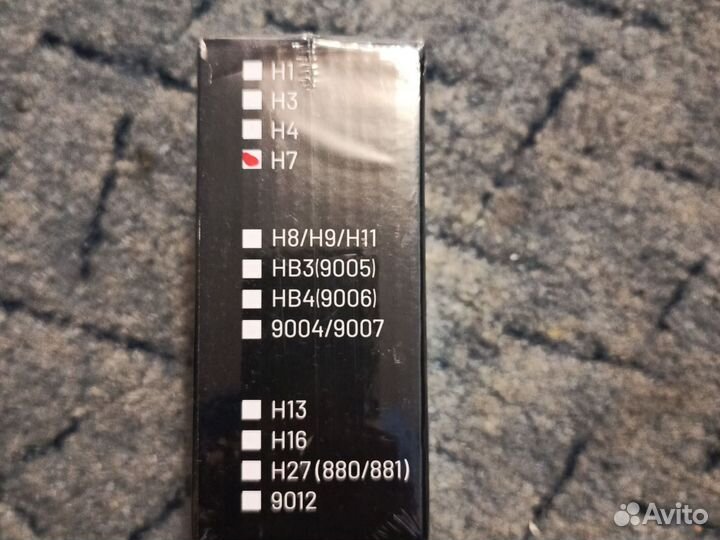 H1
H3
H4
H7
H8/H9/H11
HB3(9005)
HB4(9006)
9004/9007
H13
H16
H27(880/881)
9012
Avito